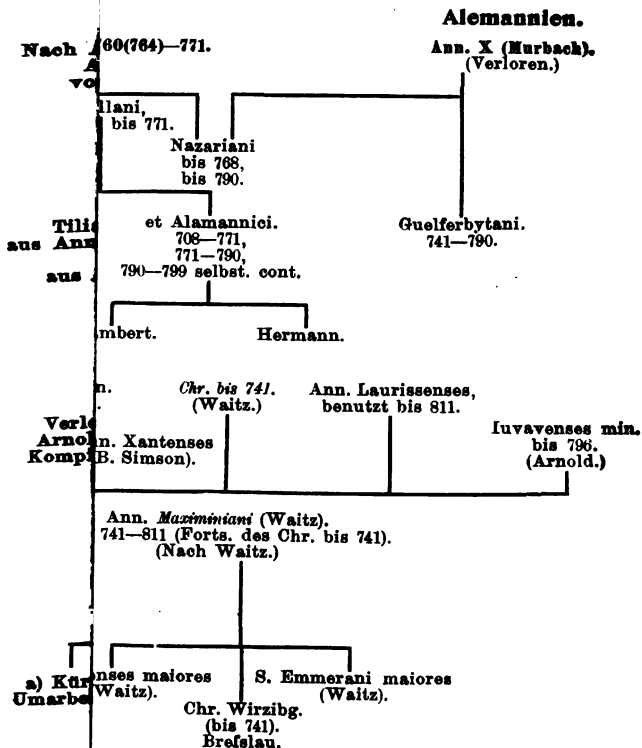 Alemannien.
Nach
60(764)—771.
Ann. X (Murbach).
(Verloren.)
A
vo
llani,
bis 771.
Nazariani
bis 768,
bis 790.
Tilis
aus Ann
aus
et Alamannici.
708—771,
771—790,
790—799 selbst. cont.
Guelferbytani.
741—790.
mbert.
Hermann.
n.
Chr. bis 741.
(Waitz.)
Ann. Laurissenses,
benutzt bis 811.
Iuvavenses min.
bis 796.
(Arnold.)
Verl
Arnol
Kompi
n. Xantenses
B. Simson).
Ann. Maximiniani (Waitz).
741—811 (Forts. des Chr. bis 741).
(Nach Waitz.)
a) Kür
Umarbe
nses maiores
Waitz).
S. Emmerani maiores
(Waitz).
Chr. Wirzibg.
(bis 741).
Breſslau.